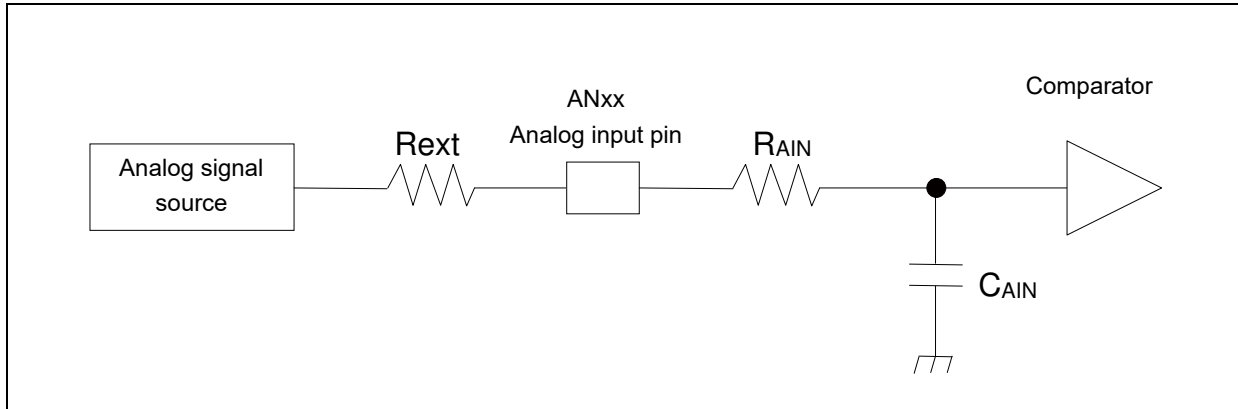 Comparator
ANxx
Analog input pin
Rext
RAIN
Analog signal
source
CAIN